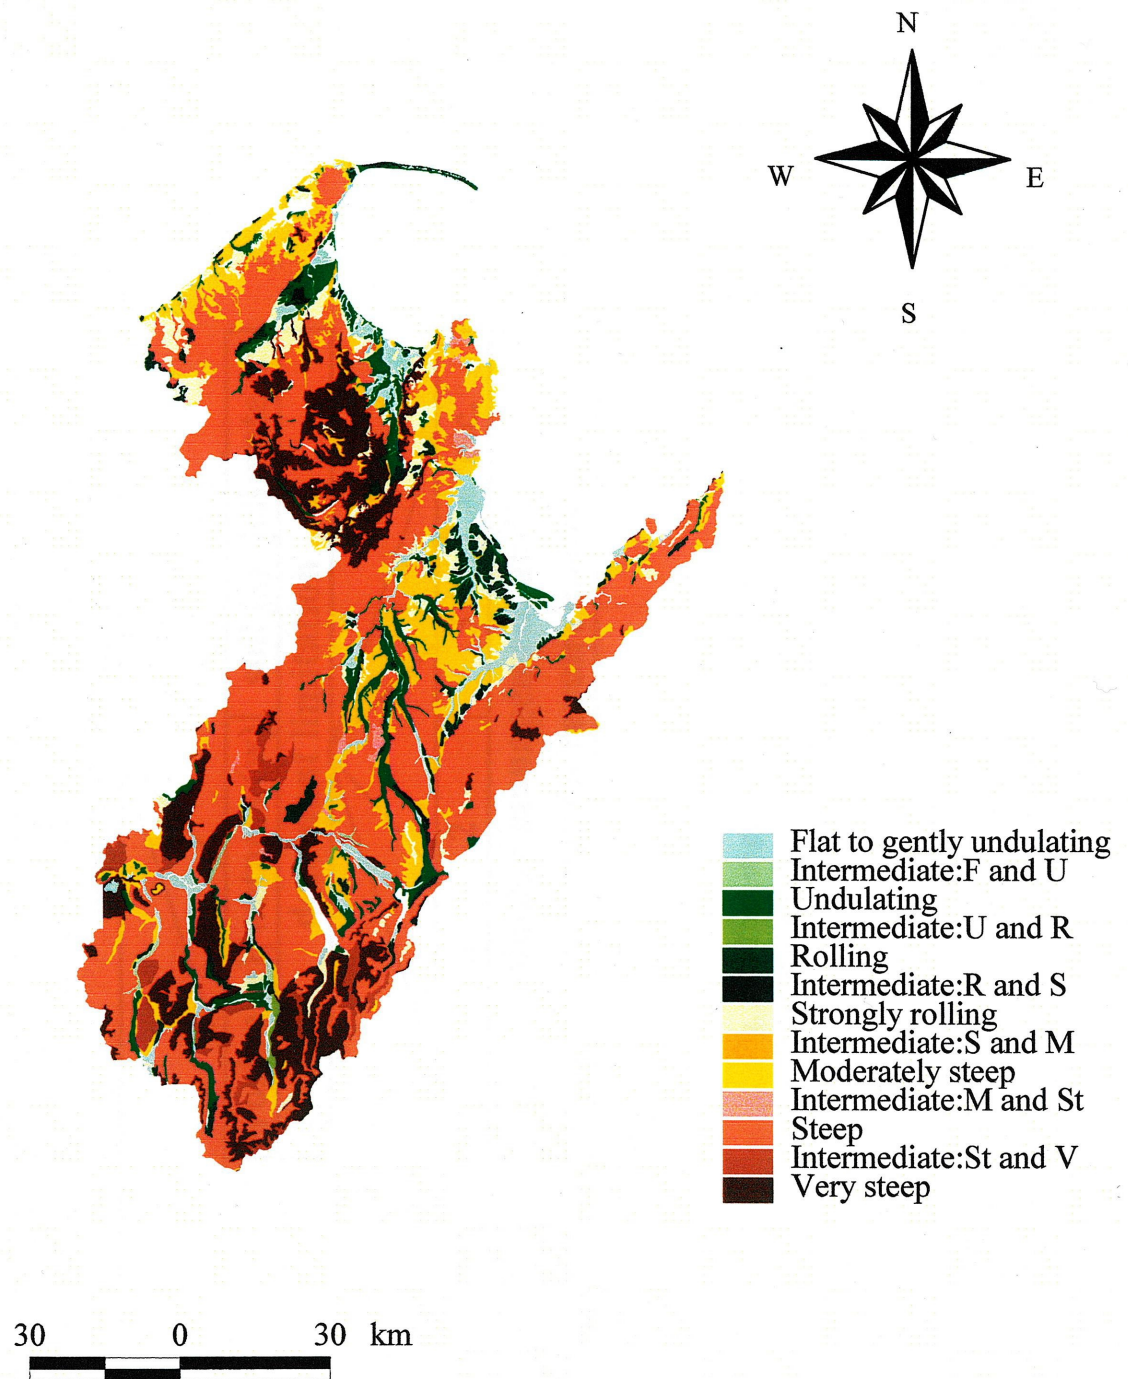 N
W
E
S
Flat to gently undulating
Intermediate:F and U
Undulating
Intermediate:U and R
Rolling
Intermediate:R and S
Strongly rolling
Intermediate:S and M
Moderately steep
Intermediate:M and St
Steep
Intermediate:St and V
Very steep
30 0 30 km